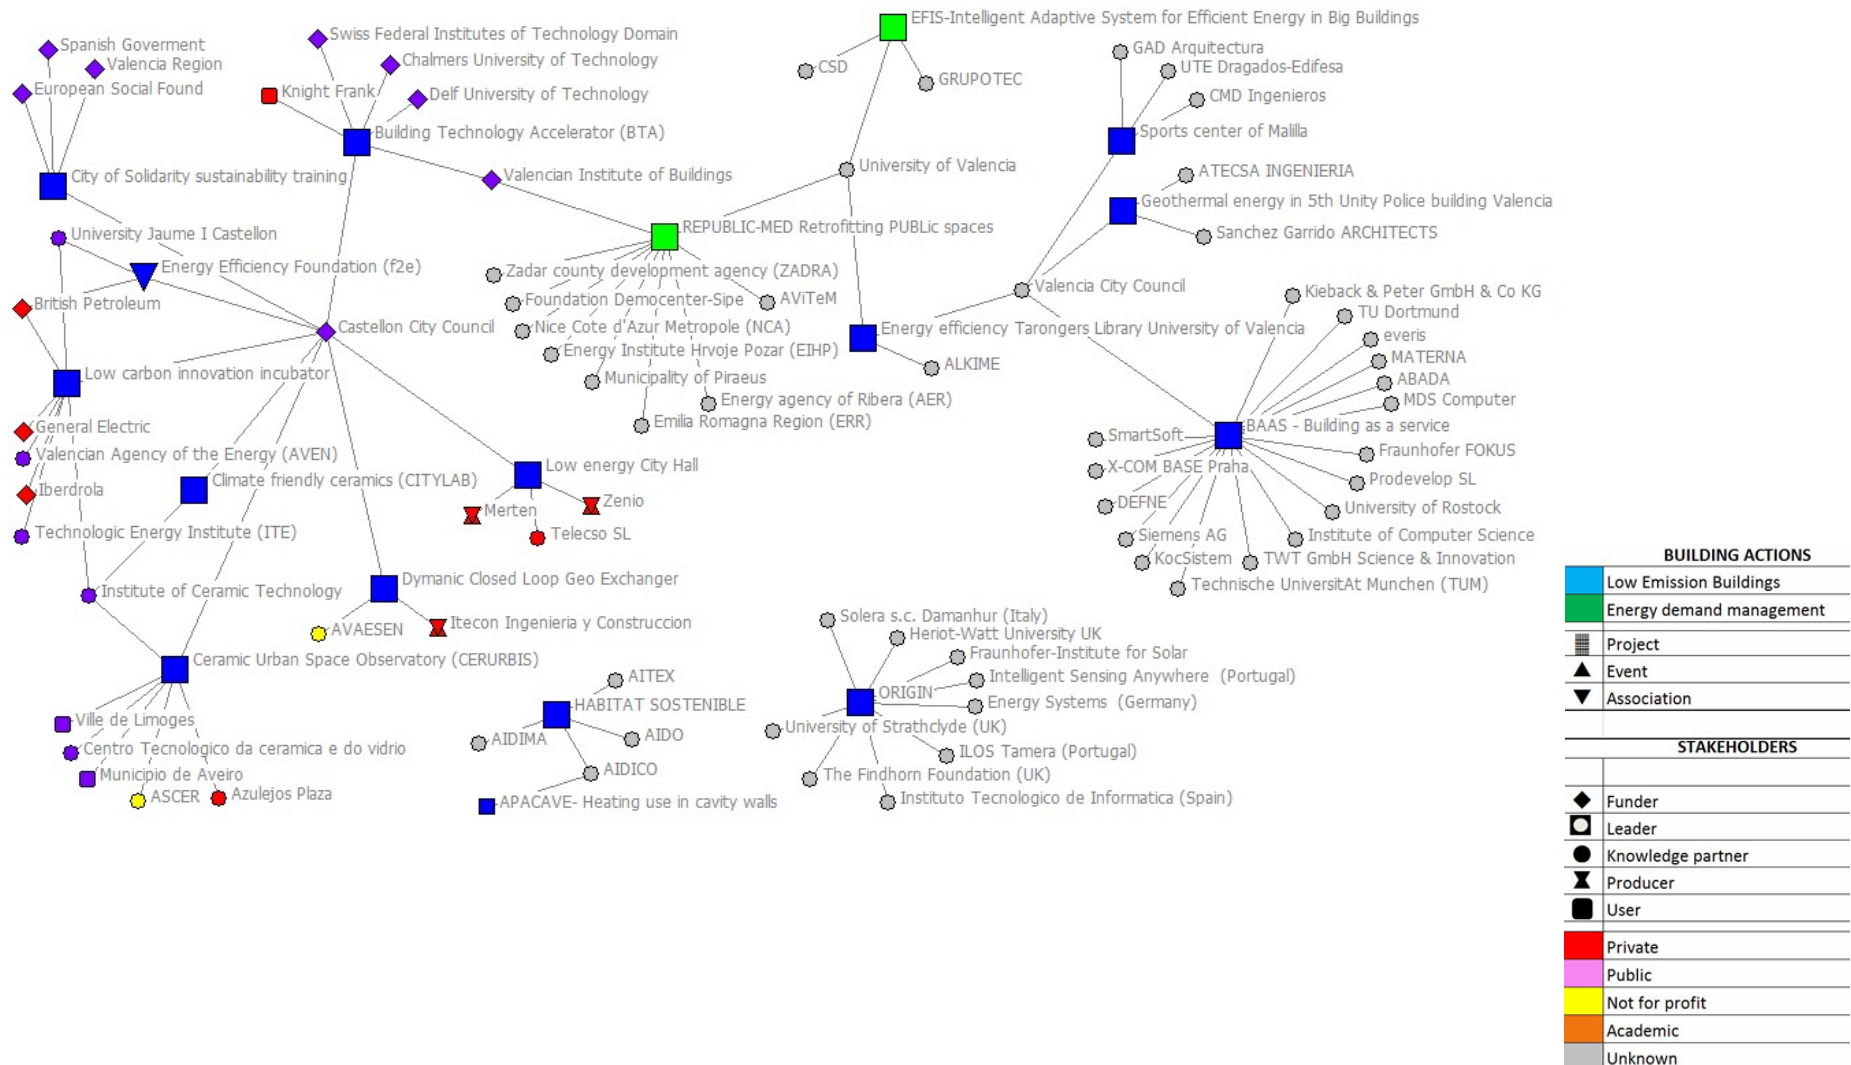 EFIS-Intelligent Adaptive System for Efficient Energy in Big Buildings
Spanish Goverment
Swiss Federal Institutes of Technology Domain
GAD Arquitectura
Valencia Region
Chalmers University of Technology
CSD
GRUPOTEC
UTE Dragados-Edifesa
European Social Found
Knight Frank
Delf University of Technology
CMD Ingenieros
Building Technology Accelerator (BTA)
Sports center of Malilla
City of Solidarity sustainability training
Valencian Institute of Buildings
University of Valencia
ATECSA INGENIERIA
Geothermal energy in 5th Unity Police building Valencia
University Jaume I Castellon
REPUBLIC-MED Retrofitting PUBLic spaces
Sanchez Garrido ARCHITECTS
Energy Efficiency Foundation (f2e)
Zadar county development agency (ZADRA)
Valencia City Council
British Petroleum
Foundation Democenter-Sipe
AViTeM
Kieback & Peter GmbH & Co KG
TU Dortmund
Castellon City Council
Nice Cote d'Azur Metropole (NCA)
Energy efficiency Tarongers Library University of Valencia
everis
Energy Institute Hrvoje Pozar (EIHP)
ALKIME
MATERNA
Low carbon innovation incubator
Municipality of Piraeus
ABADA
Energy agency of Ribera (AER)
MDS Computer
General Electric
Emilia Romagna Region (ERR)
BAAS - Building as a service
SmartSoft
Valencian Agency of the Energy (AVEN)
Fraunhofer FOKUS
Low energy City Hall
X-COM BASE Praha
Climate friendly ceramics (CITYLAB)
Prodevelop SL
Iberdrola
Merten
Zenio
DEFNE
University of Rostock
Technologic Energy Institute (ITE)
Telecso SL
Siemens AG
Institute of Computer Science
KocSistem
TWT GmbH Science & Innovation
Technische UniversitAt Munchen (TUM)
Institute of Ceramic Technology
Dymanic Closed Loop Geo Exchanger
AVAESEN
Itecon Ingenieria y Construccion
Solera s.c. Damanhur (Italy)
Heriot-Watt University UK
Fraunhofer-Institute for Solar
Ceramic Urban Space Observatory (CERURBIS)
AITEX
Intelligent Sensing Anywhere (Portugal)
ORIGIN
HABITAT SOSTENIBLE
Energy Systems (Germany)
Ville de Limoges
University of Strathclyde (UK)
AIDIMA
AIDO
Centro Tecnologico da ceramica e do vidrio
ILOS Tamera (Portugal)
Municipio de Aveiro
AIDICO
The Findhorn Foundation (UK)
ASCER
Azulejos Plaza
APACAVE- Heating use in cavity walls
Instituto Tecnologico de Informatica (Spain)
BUILDING ACTIONS
Low Emission Buildings
Energy demand management
Project
Event
Association
STAKEHOLDERS
Funder
Leader
Knowledge partner
Producer
User
Private
Public
Not for profit
Academic
Unknown